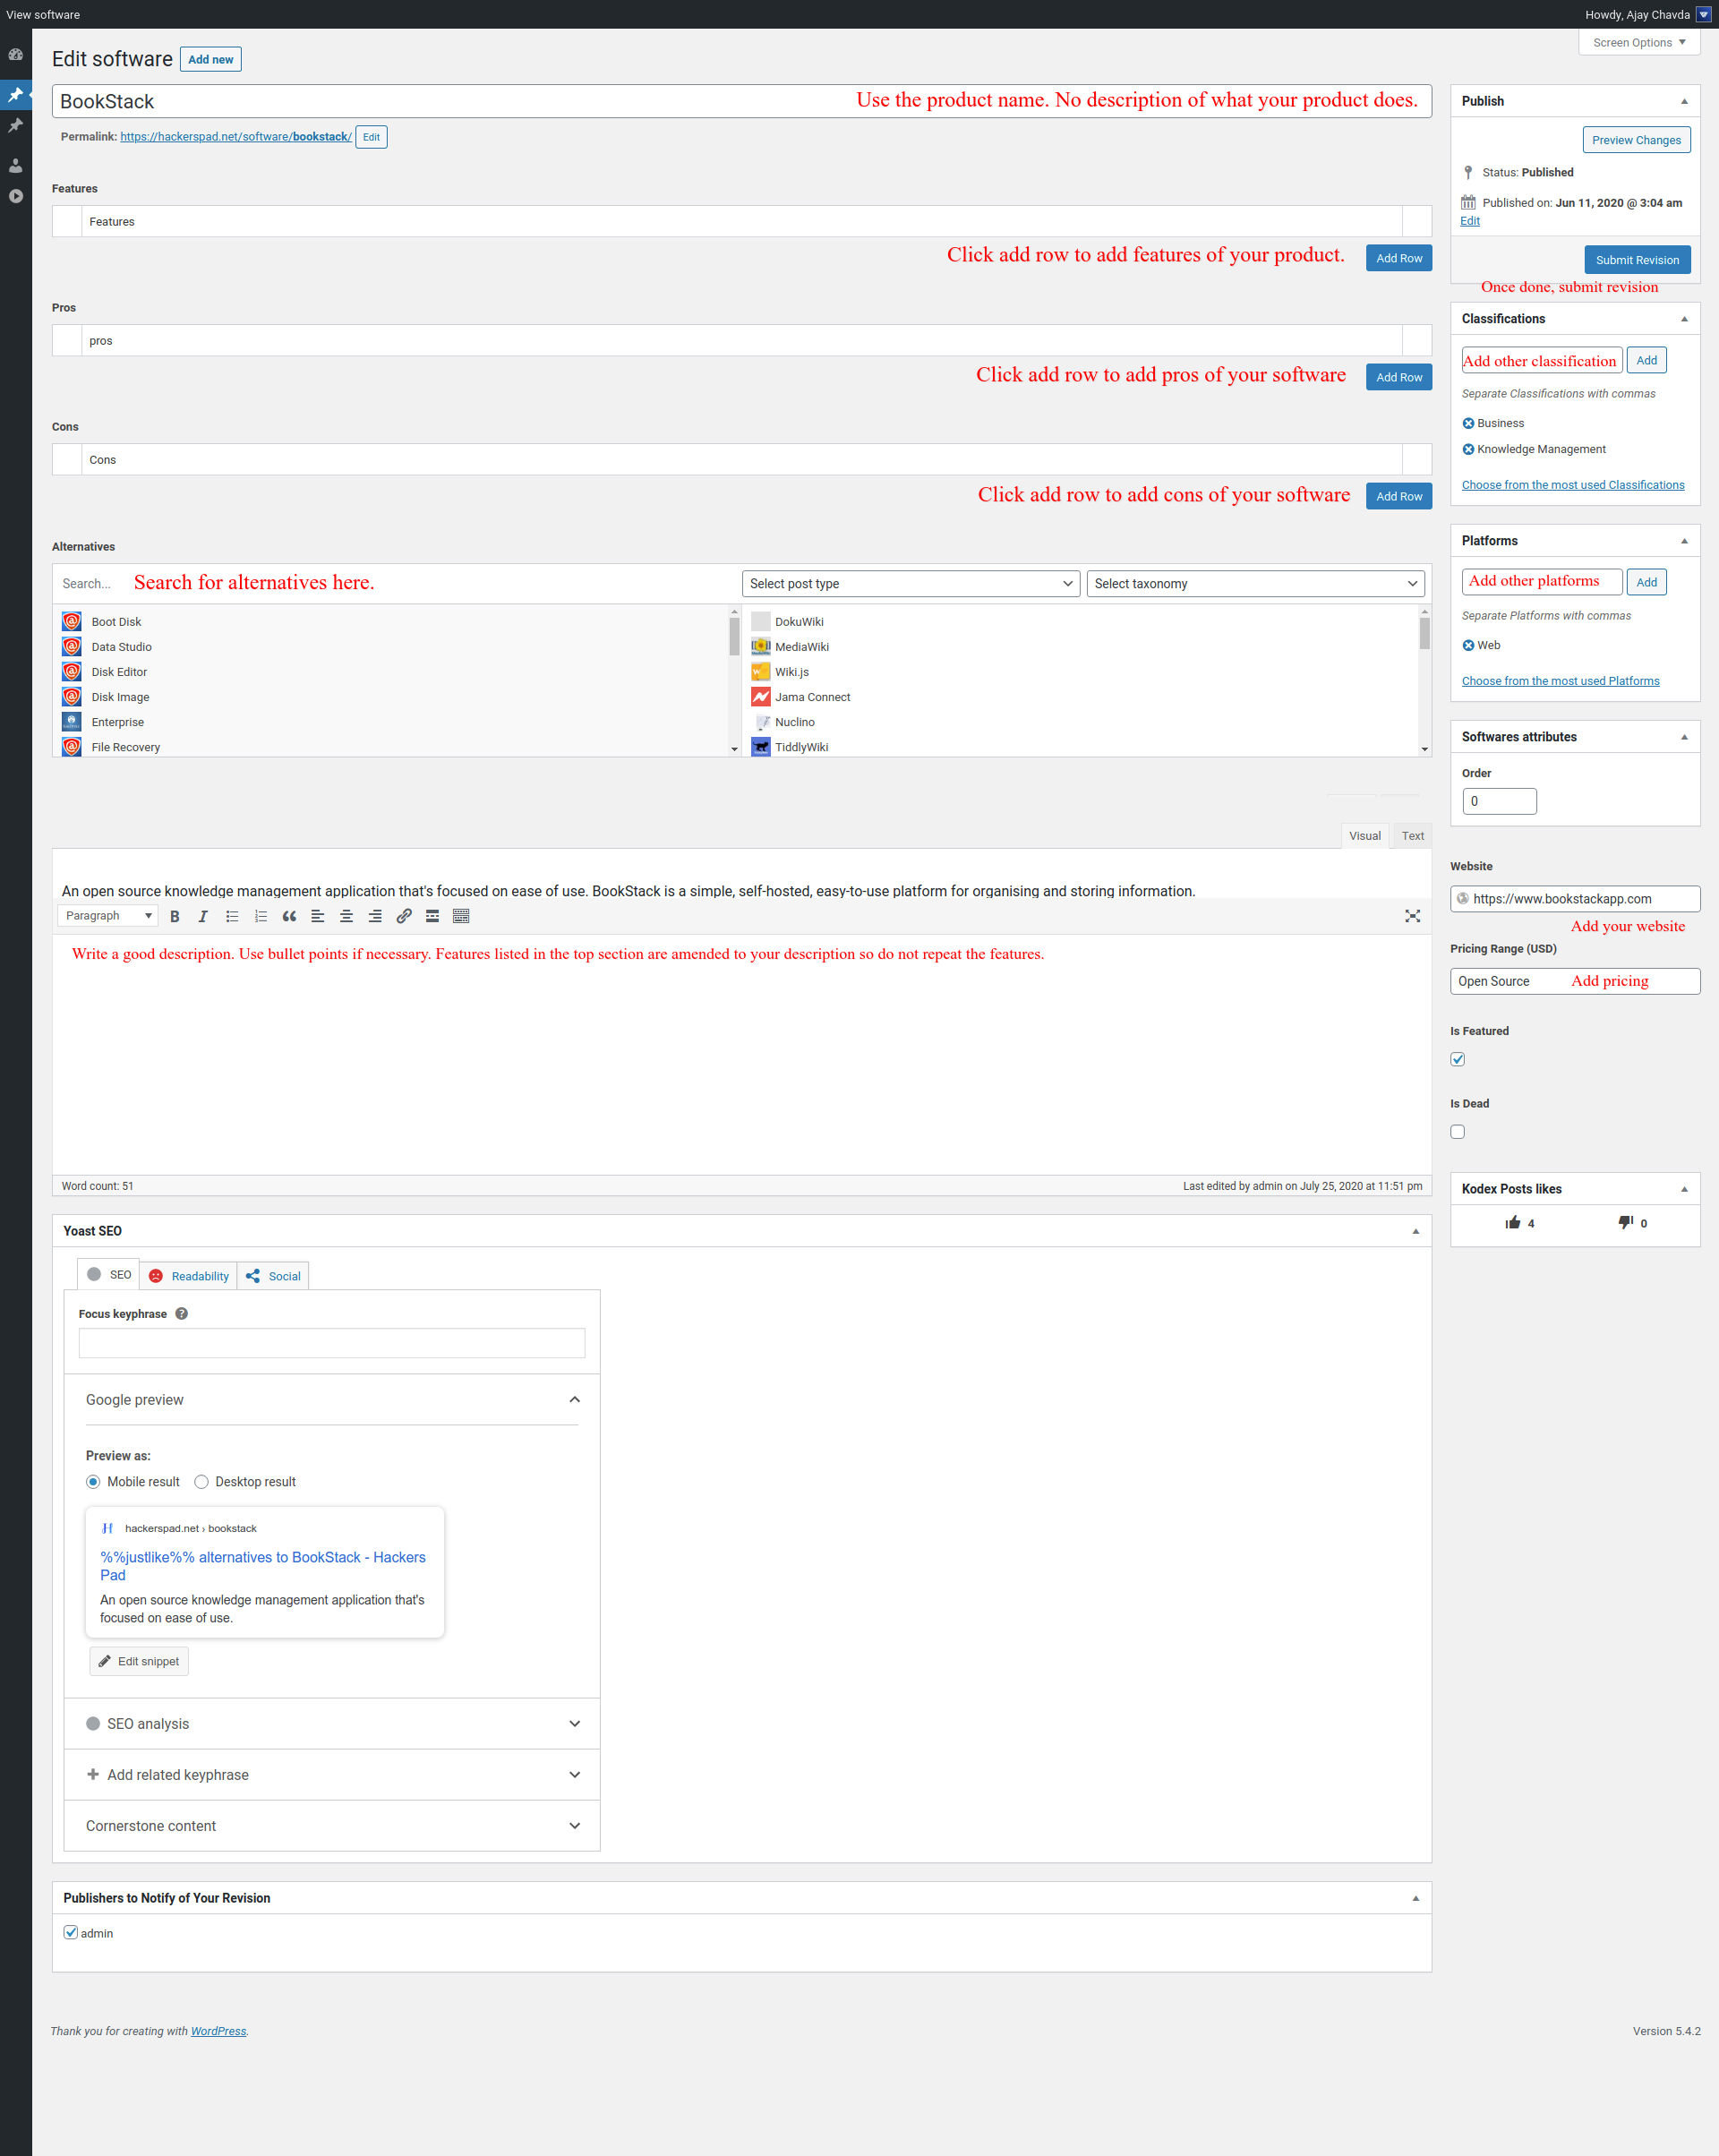 View software
Howdy, Ajay Chavda
Screen Options
Edit software
Add new
BookStack
Use the product name. No description of what your product does.
Permalink: https://hackerspad.net/software/bookstack/ Edit
Features
Features
Click add row to add features of your product.
Add Row
Pros
pros
Click add row to add pros of your software
Add Row
Cons
Cons
Click add row to add cons of your software
Add Row
Alternatives
Search...
Search for alternatives here.
Select post type
Select taxonomy
Boot Disk
Data Studio
Disk Editor
Disk Image
Enterprise
File Recovery
DokuWiki
MediaWiki
Wiki.js
Jama Connect
Nuclino
TiddlyWiki
Visual
Text
An open source knowledge management application that's focused on ease of use. BookStack is a simple, self-hosted, easy-to-use platform for organising and storing information.
Paragraph
Write a good description. Use bullet points if necessary. Features listed in the top section are amended to your description so do not repeat the features.
Word count: 51
Last edited by admin on July 25, 2020 at 11:51 pm
Yoast SEO
SEO
Readability
Social
Focus keyphrase
Google preview
Preview as:
Mobile result
Desktop result
hackerspad.net › bookstack
%%justlike%% alternatives to BookStack - Hackers
Pad
An open source knowledge management application that's
focused on ease of use.
Edit snippet
SEO analysis
Add related keyphrase
Cornerstone content
Publishers to Notify of Your Revision
admin
Publish
Preview Changes
Status: Published
Published on: Jun 11, 2020 @ 3:04 am
Edit
Submit Revision
Once done, submit revision
Classifications
Add other classification
Add
Separate Classifications with commas
Business
Knowledge Management
Choose from the most used Classifications
Platforms
Add other platforms
Add
Separate Platforms with commas
Web
Choose from the most used Platforms
Softwares attributes
Order
0
Website
https://www.bookstackapp.com
Add your website
Pricing Range (USD)
Open Source
Add pricing
Is Featured
Is Dead
Kodex Posts likes
4
0
Thank you for creating with WordPress.
Version 5.4.2